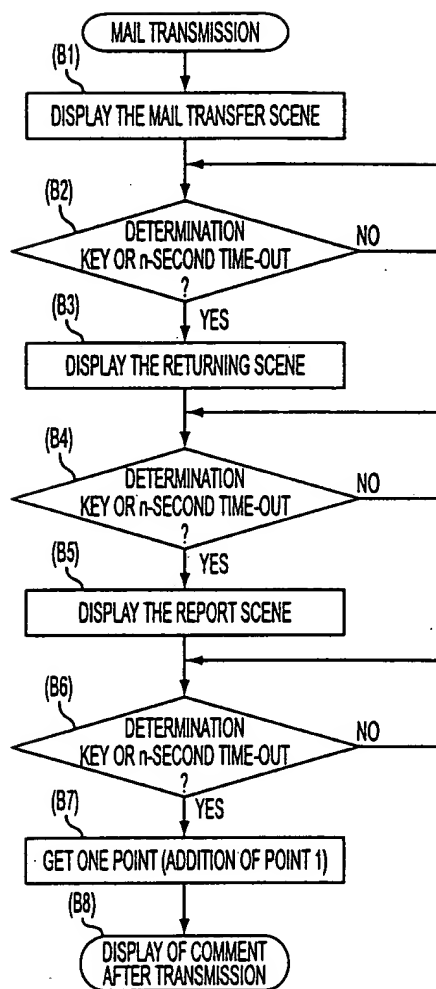 MAIL TRANSMISSION
(B1)
DISPLAY THE MAIL TRANSFER SCENE
(B2)
DETERMINATION
KEY OR n-SECOND TIME-OUT
?
NO
YES
(B3)
DISPLAY THE RETURNING SCENE
(B4)
DETERMINATION
KEY OR n-SECOND TIME-OUT
?
NO
YES
(B5)
DISPLAY THE REPORT SCENE
(B6)
DETERMINATION
KEY OR n-SECOND TIME-OUT
?
NO
YES
(B7)
GET ONE POINT (ADDITION OF POINT 1)
(B8)
DISPLAY OF COMMENT
AFTER TRANSMISSION